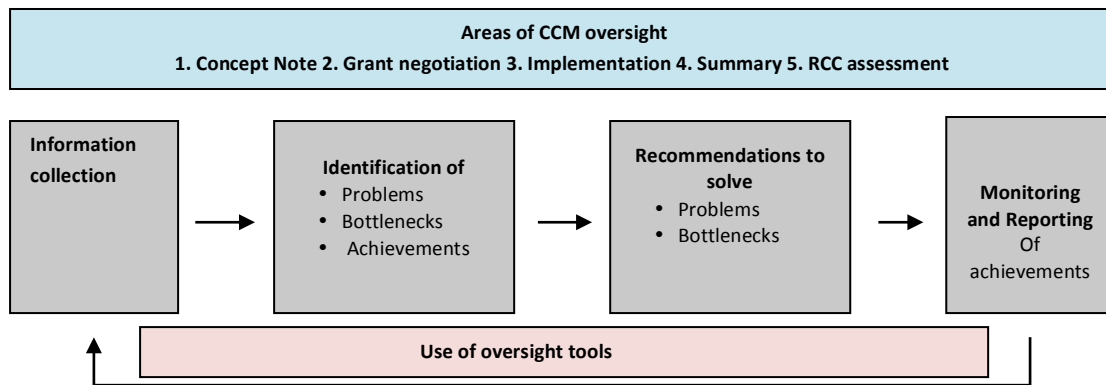 Areas of CCM oversight
1. Concept Note 2. Grant negotiation 3. Implementation 4. Summary 5. RCC assessment
Information
collection
Identification of
• Problems
• Bottlenecks
• Achievements
Recommendations to
solve
• Problems
• Bottlenecks
Monitoring
and Reporting
Of
achievements
Use of oversight tools